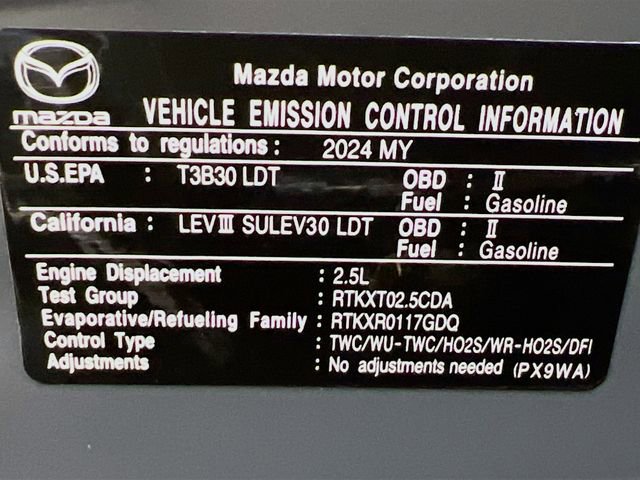 Mazda Motor Corporation
mazda VEHICLE EMISSION CONTROL INFORMATION
Conforms to regulations : 2024 MY
U.S.EPA : T3B30 LDT OBD : II
Fuel : Gasoline
California : LEVIII SULEV30 LDT OBD : II
Fuel : Gasoline
Engine Displacement : 2.5L
Test Group : RTKXT02.5CDA
Evaporative/Refueling Family : RTKXR0117GDQ
Control Type : TWC/WU-TWC/HO2S/WR-HO2S/DFI
Adjustments : No adjustments needed (PX9WA)